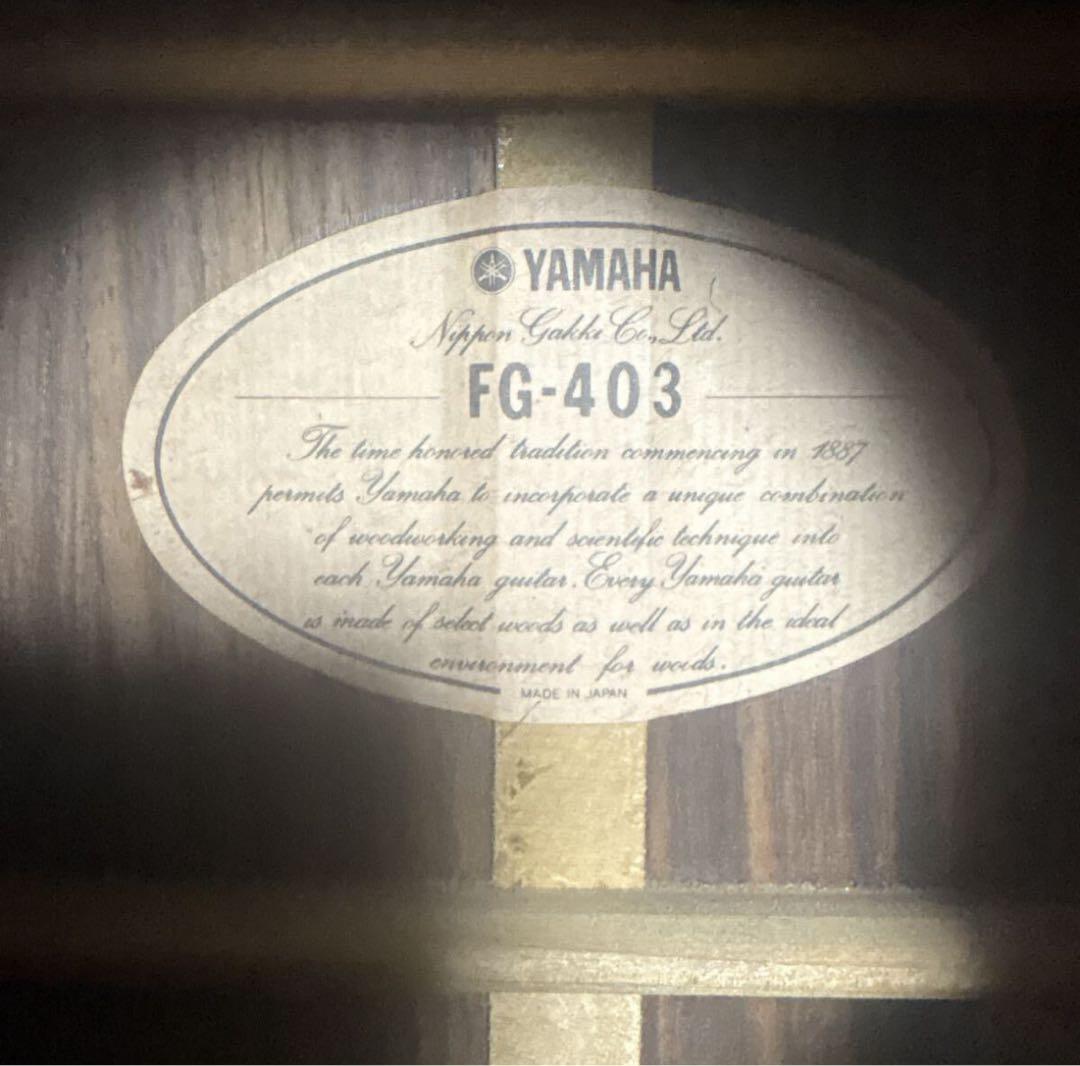 YAMAHA
Nippon Gakki Co., Ltd.
FG-403
The time honored tradition commencing in 1887
permits Yamaha to incorporate a unique combination
of woodworking and scientific technique into
each Yamaha guitar. Every Yamaha guitar
is made of select woods as well as in the ideal
environment for woods.
MADE IN JAPAN